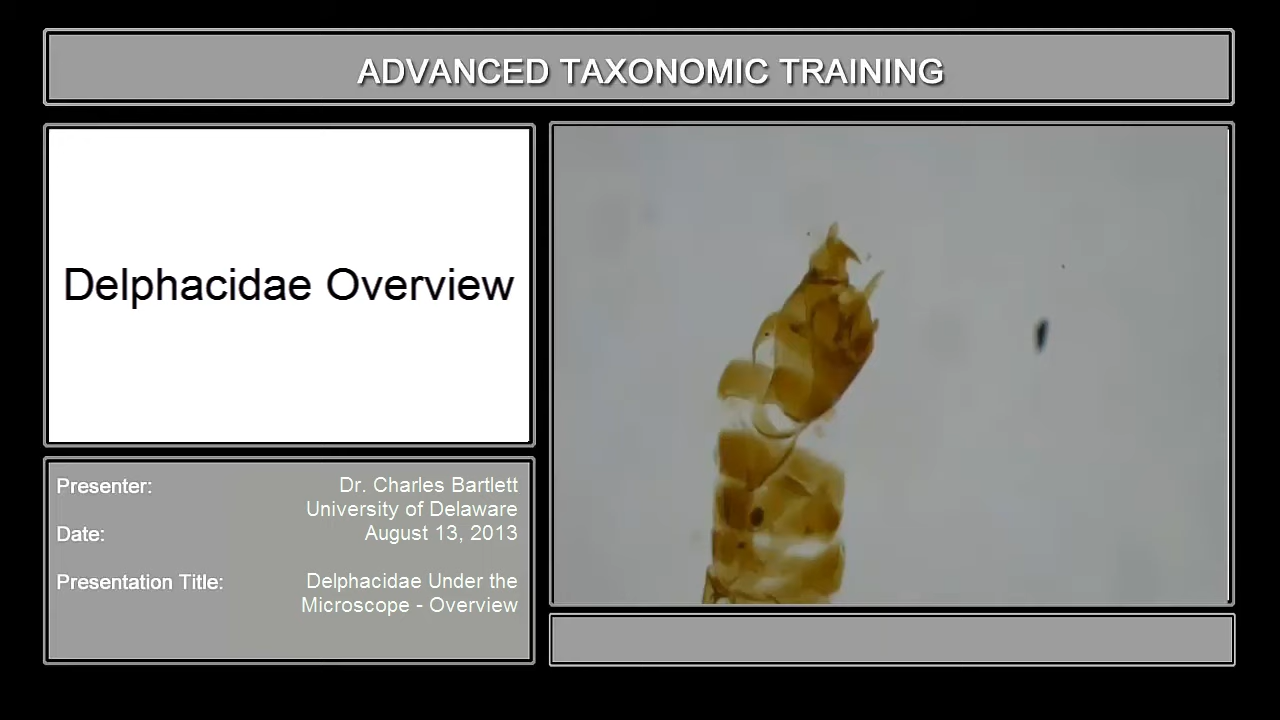 ADVANCED TAXONOMIC TRAINING
Delphacidae Overview
Presenter: Dr. Charles Bartlett
University of Delaware
Date: August 13, 2013
Presentation Title: Delphacidae Under the
Microscope - Overview